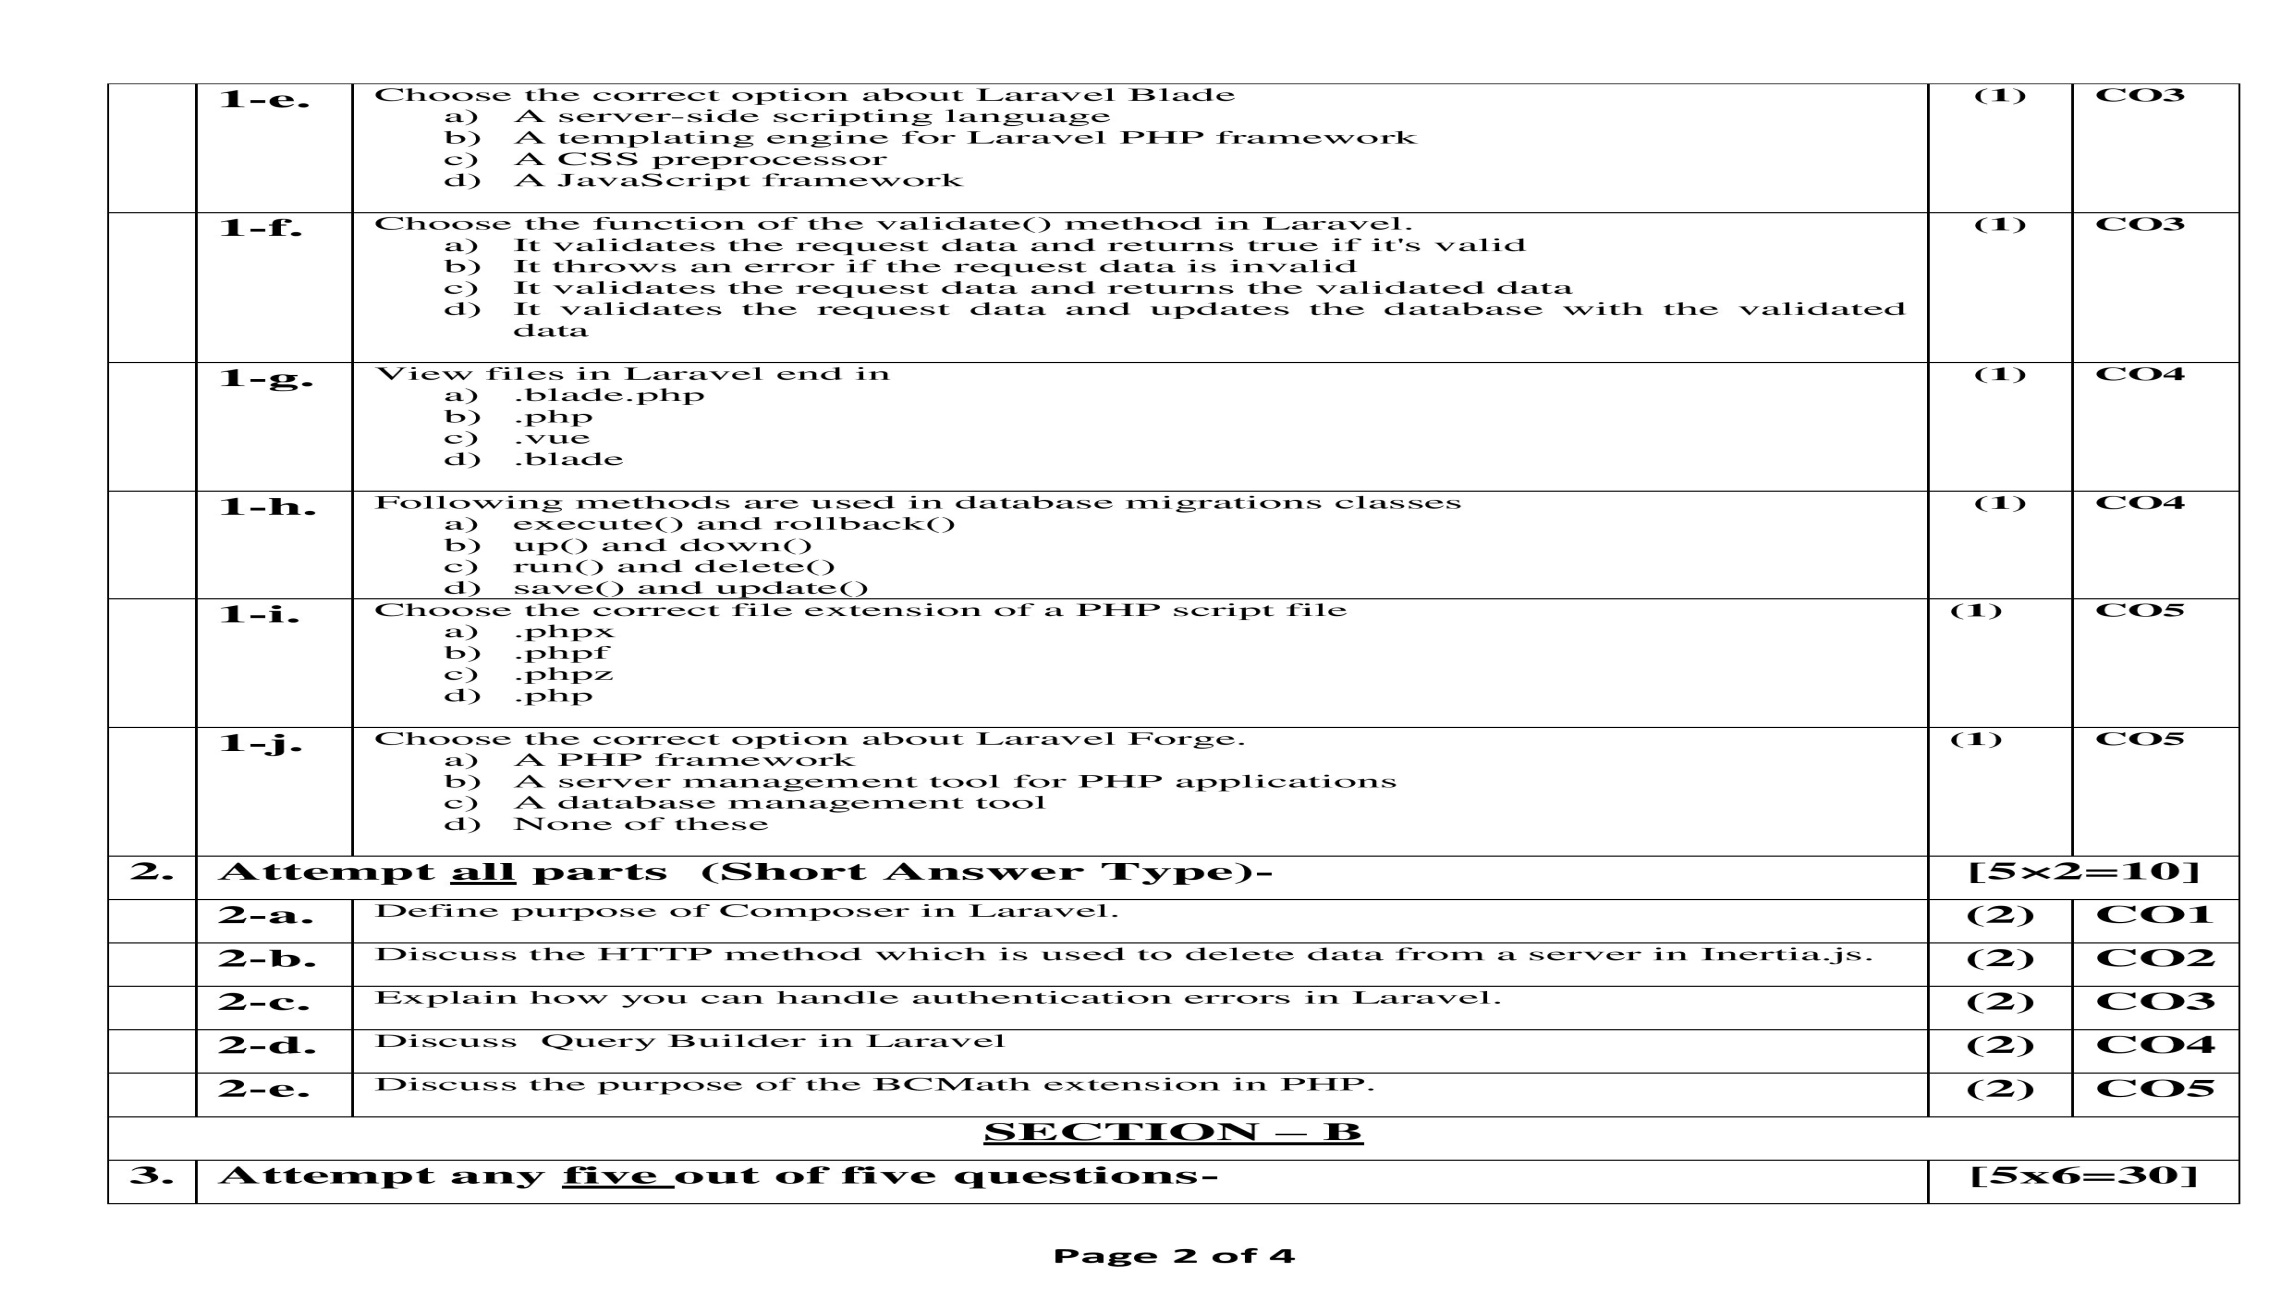 1-e. Choose the correct option about Laravel Blade (1) CO3
a) A server-side scripting language
b) A templating engine for Laravel PHP framework
c) A CSS preprocessor
d) A JavaScript framework
1-f. Choose the function of the validate() method in Laravel. (1) CO3
a) It validates the request data and returns true if it's valid
b) It throws an error if the request data is invalid
c) It validates the request data and returns the validated data
d) It validates the request data and updates the database with the validated
data
1-g. View files in Laravel end in (1) CO4
a) .blade.php
b) .php
c) .vue
d) .blade
1-h. Following methods are used in database migrations classes (1) CO4
a) execute() and rollback()
b) up() and down()
c) run() and delete()
d) save() and update()
1-i. Choose the correct file extension of a PHP script file (1) CO5
a) .phpx
b) .phpf
c) .phpz
d) .php
1-j. Choose the correct option about Laravel Forge. (1) CO5
a) A PHP framework
b) A server management tool for PHP applications
c) A database management tool
d) None of these
2. Attempt all parts (Short Answer Type)- [5×2=10]
2-a. Define purpose of Composer in Laravel. (2) CO1
2-b. Discuss the HTTP method which is used to delete data from a server in Inertia.js. (2) CO2
2-c. Explain how you can handle authentication errors in Laravel. (2) CO3
2-d. Discuss Query Builder in Laravel (2) CO4
2-e. Discuss the purpose of the BCMath extension in PHP. (2) CO5
SECTION – B
3. Attempt any five out of five questions- [5x6=30]
Page 2 of 4